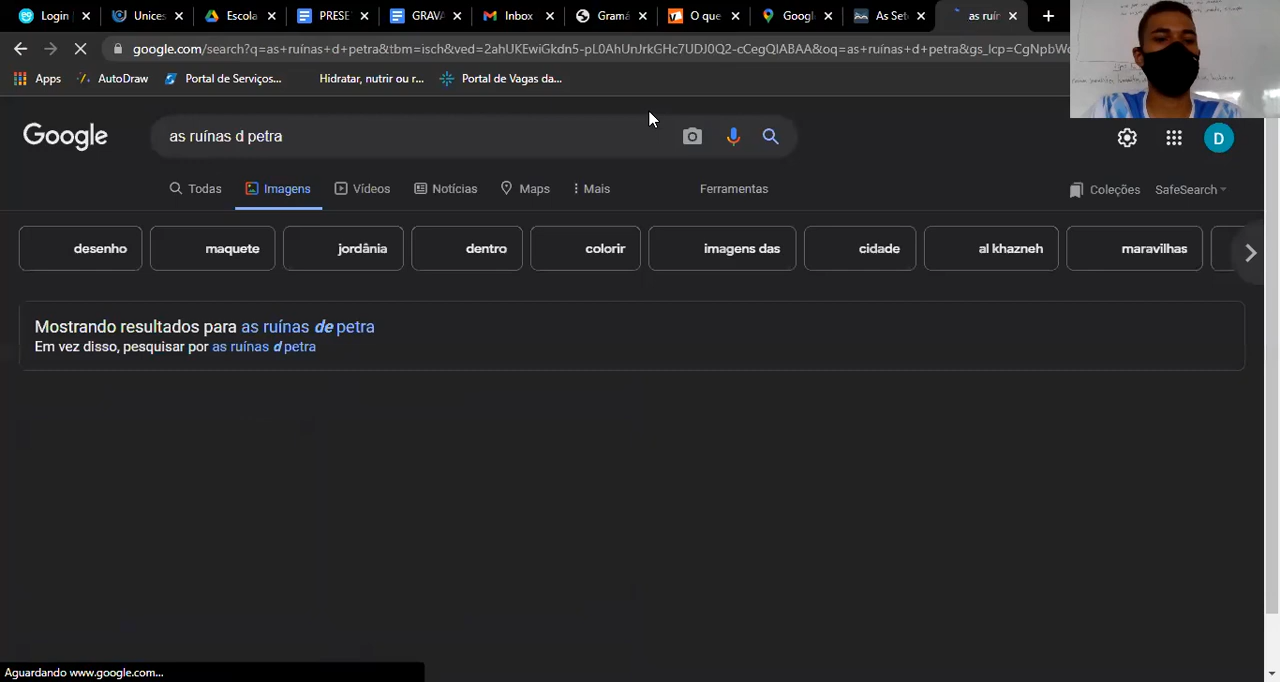 Login
Unices
Escola
PRESE
GRAVA
Inbox
Gramá
O que
Googl
As Set
as ruín
google.com/search?q=as+ruínas+d+petra&tbm=isch&ved=2ahUKEwiGkdn5-pL0AhUnJrkGHc7UDJ0Q2-cCegQIABAA&oq=as+ruínas+d+petra&gs_lcp=CgNpbWc
Apps
AutoDraw
Portal de Serviços...
Hidratar, nutrir ou r...
Portal de Vagas da...
Google
as ruínas d petra
D
Todas
Imagens
Vídeos
Notícias
Maps
Mais
Ferramentas
Coleções
SafeSearch
desenho
maquete
jordânia
dentro
colorir
imagens das
cidade
al khazneh
maravilhas
Mostrando resultados para as ruínas de petra
Em vez disso, pesquisar por as ruínas d petra
Aguardando www.google.com...